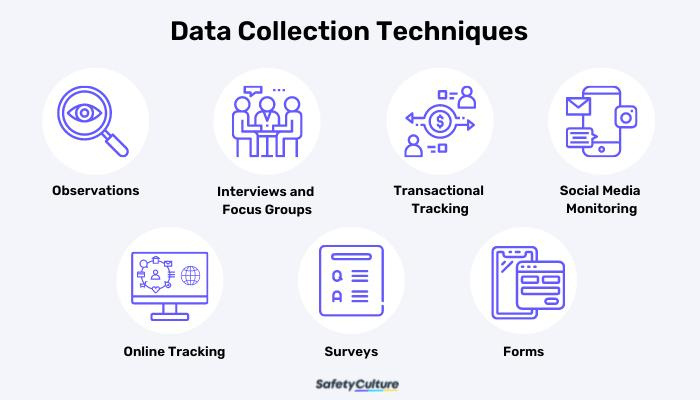 Data Collection Techniques
Observations
Interviews and
Focus Groups
Transactional
Tracking
Social Media
Monitoring
$
Online Tracking
Surveys
Forms
Q
A
SafetyCulture